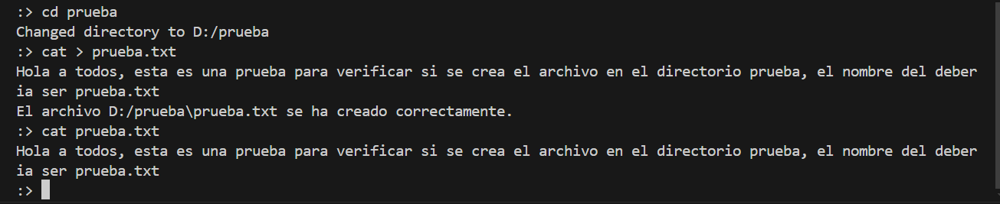 :> cd prueba
Changed directory to D:/prueba
:> cat > prueba.txt
Hola a todos, esta es una prueba para verificar si se crea el archivo en el directorio prueba, el nombre del deber
ia ser prueba.txt
El archivo D:/prueba\prueba.txt se ha creado correctamente.
:> cat prueba.txt
Hola a todos, esta es una prueba para verificar si se crea el archivo en el directorio prueba, el nombre del deber
ia ser prueba.txt
:>